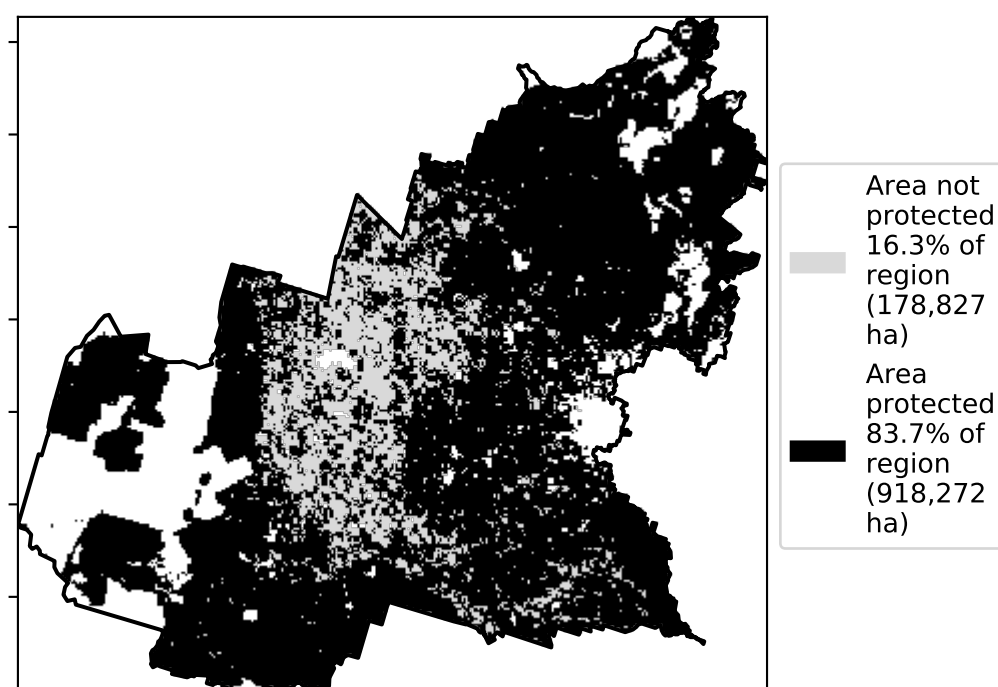 Area not
protected
16.3% of
region
(178,827
ha)
Area
protected
83.7% of
region
(918,272
ha)